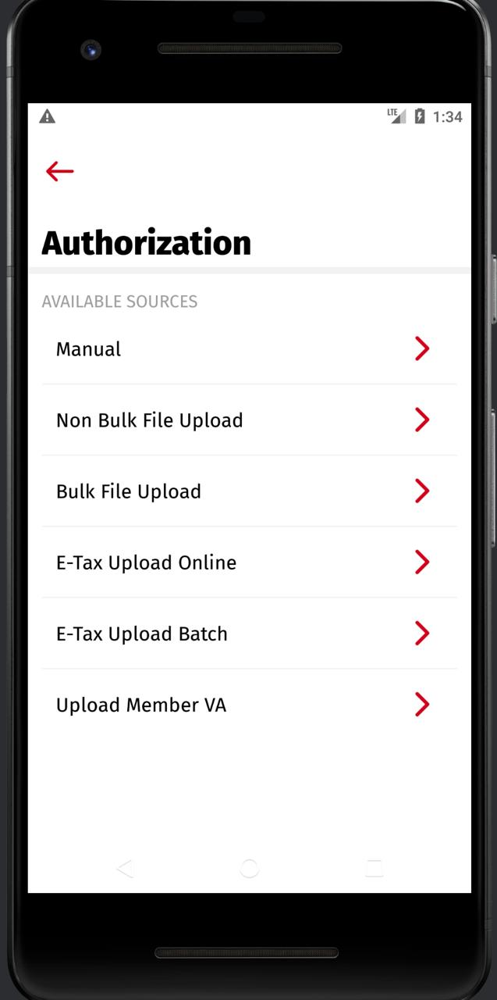 LTE 1:34
Authorization
AVAILABLE SOURCES
Manual
Non Bulk File Upload
Bulk File Upload
E-Tax Upload Online
E-Tax Upload Batch
Upload Member VA